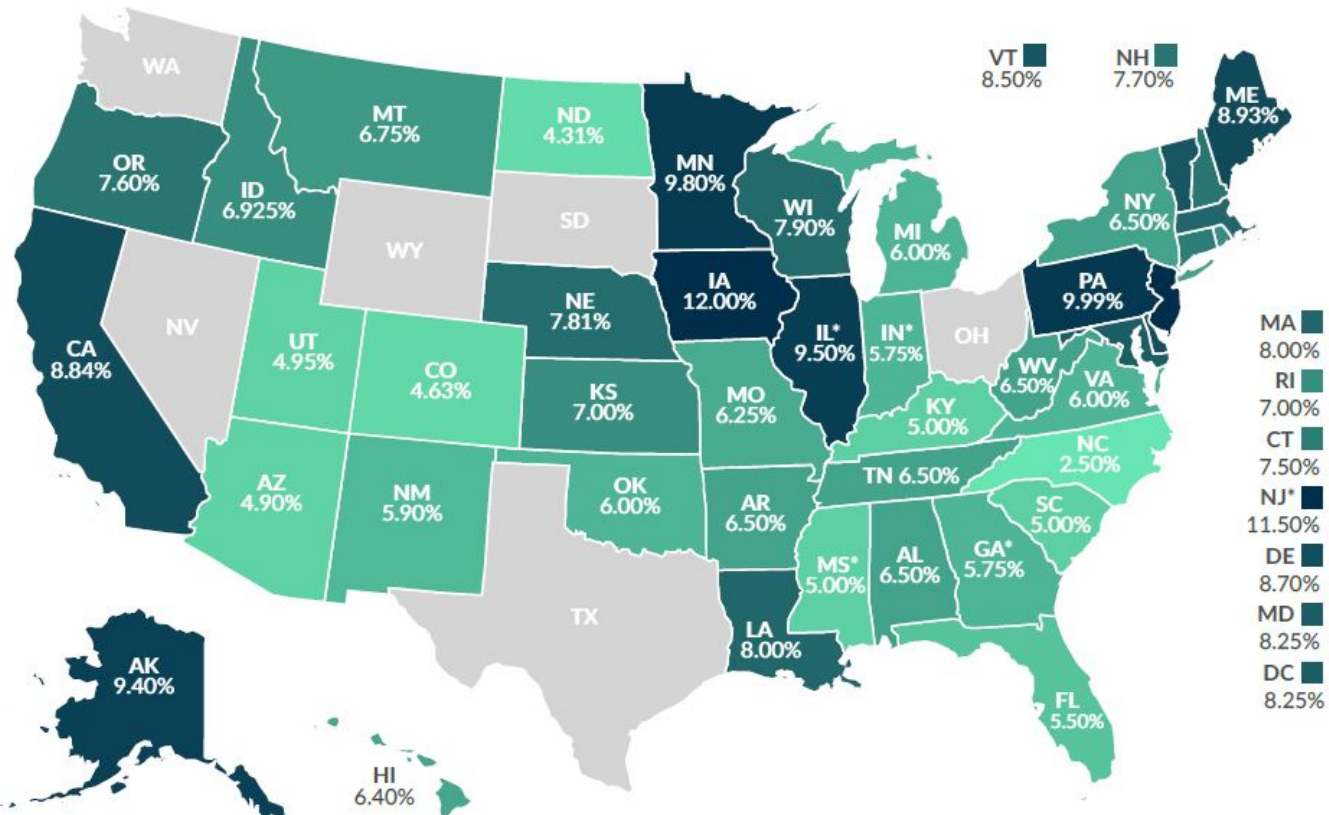 WA
VT
8.50%
NH
7.70%
ME
8.93%
MT
6.75%
ND
4.31%
OR
7.60%
ID
6.925%
MN
9.80%
WI
7.90%
MI
6.00%
NY
6.50%
WY
SD
NE
7.81%
IA
12.00%
IL*
9.50%
IN*
5.75%
OH
PA
9.99%
NV
CA
8.84%
UT
4.95%
CO
4.63%
KS
7.00%
MO
6.25%
KY
5.00%
WV
6.50%
VA
6.00%
MA
8.00%
RI
7.00%
CT
7.50%
NJ*
11.50%
DE
8.70%
MD
8.25%
DC
8.25%
AZ
4.90%
NM
5.90%
OK
6.00%
AR
6.50%
TN 6.50%
NC
2.50%
SC
5.00%
MS*
5.00%
AL
6.50%
GA*
5.75%
TX
LA
8.00%
FL
5.50%
AK
9.40%
HI
6.40%